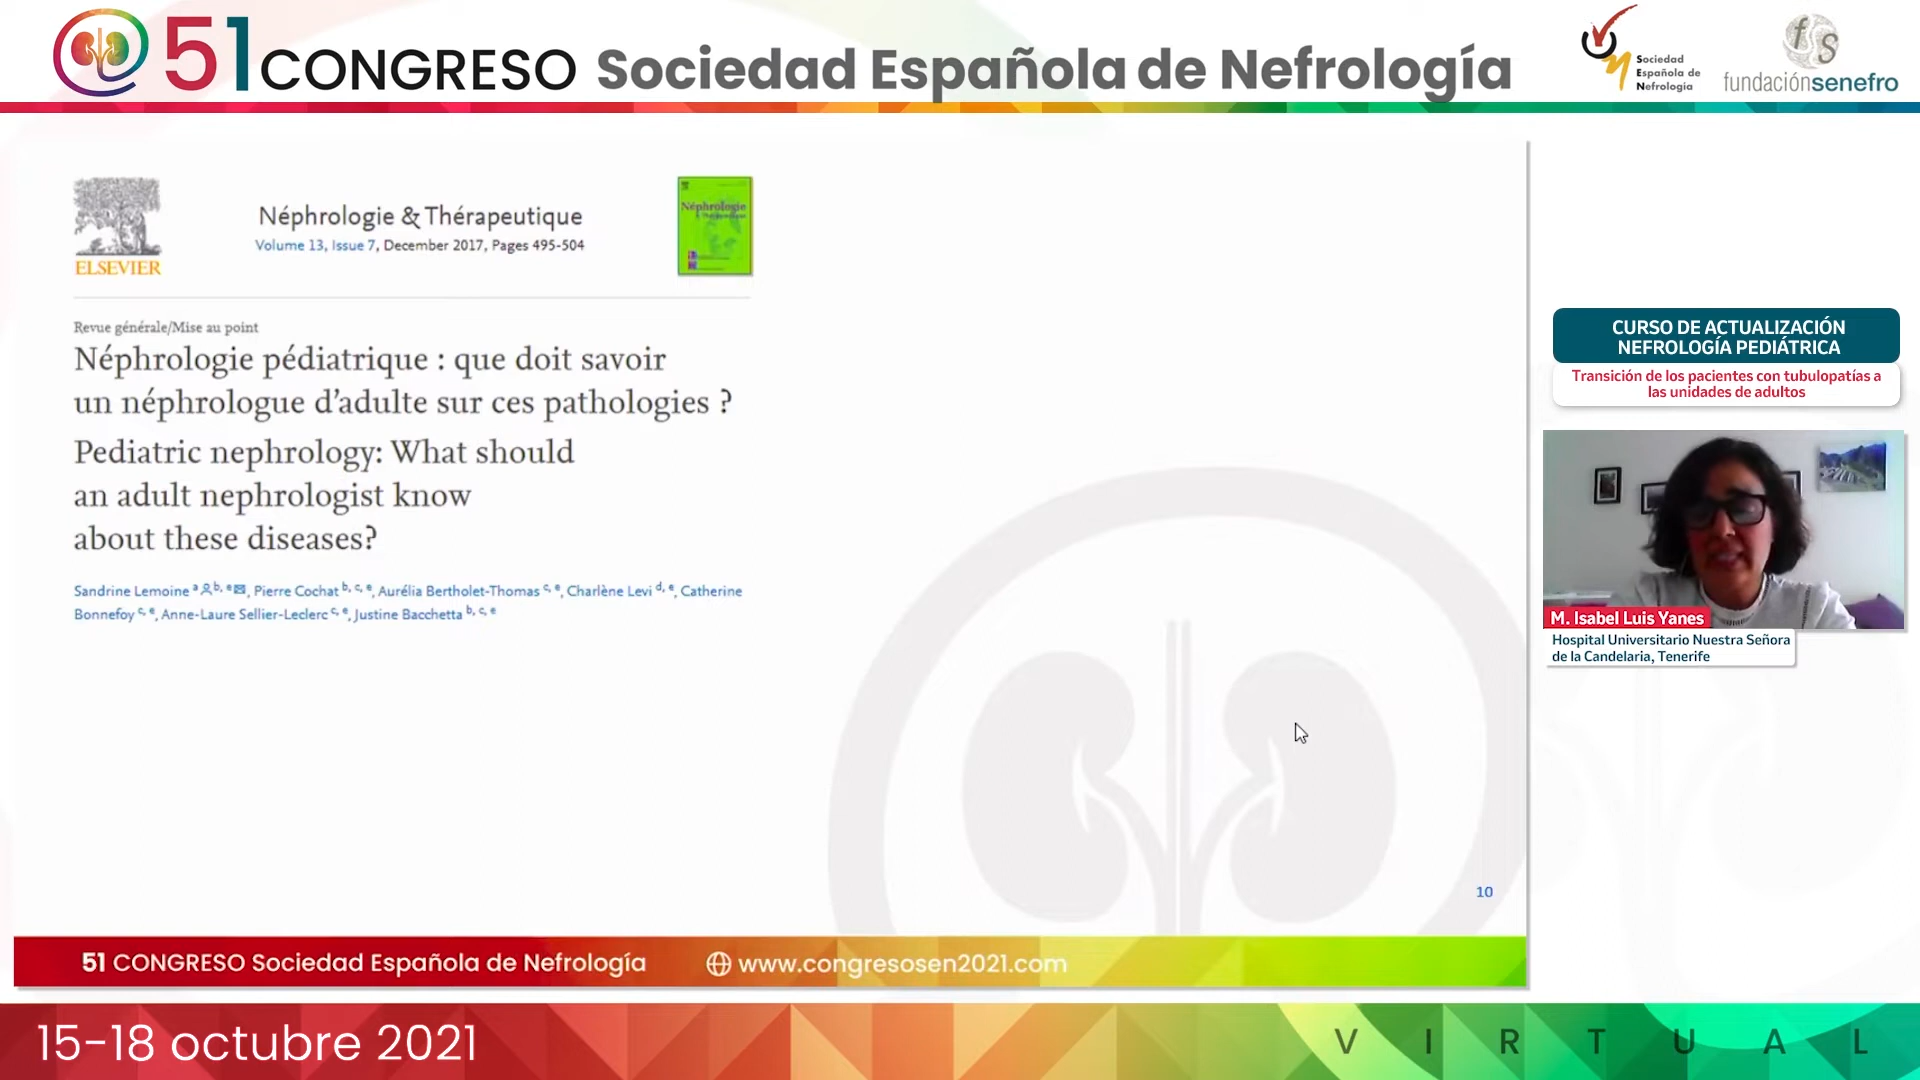 51 CONGRESO Sociedad Española de Nefrología
Sociedad
Española de
Nefrología
fundaciónsenefro
ELSEVIER
Néphrologie & Thérapeutique
Volume 13, Issue 7, December 2017, Pages 495-504
Néphrologie
Revue générale/Mise au point
Néphrologie pédiatrique : que doit savoir
un néphrologue d'adulte sur ces pathologies ?
Pediatric nephrology: What should
an adult nephrologist know
about these diseases?
Sandrine Lemoine a b, e, Pierre Cochat b, c, e, Aurélia Bertholet-Thomas c, e, Charlène Levi d, e, Catherine
Bonnefoy c, e, Anne-Laure Sellier-Leclerc c, e, Justine Bacchetta b, c, e
10
51 CONGRESO Sociedad Española de Nefrología
www.congresosen2021.com
CURSO DE ACTUALIZACIÓN
NEFROLOGÍA PEDIÁTRICA
Transición de los pacientes con tubulopatías a
las unidades de adultos
M. Isabel Luis Yanes
Hospital Universitario Nuestra Señora
de la Candelaria, Tenerife
15-18 octubre 2021
VIRTUAL